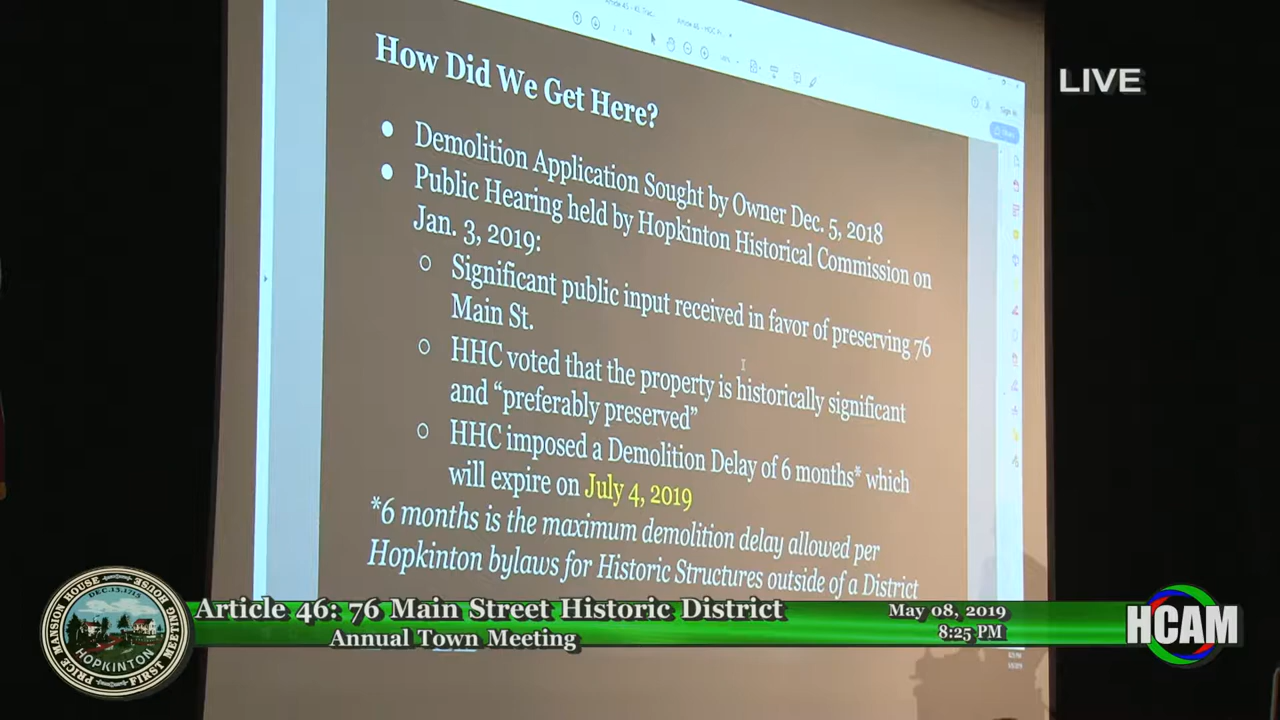 LIVE
How Did We Get Here?
Demolition Application Sought by Owner Dec. 5, 2018
Public Hearing held by Hopkinton Historical Commission on
Jan. 3, 2019:
Significant public input received in favor of preserving 76
Main St.
HHC voted that the property is historically significant
and “preferably preserved”
HHC imposed a Demolition Delay of 6 months* which
will expire on July 4, 2019
*6 months is the maximum demolition delay allowed per
Hopkinton bylaws for Historic Structures outside of a District
Article 46: 76 Main Street Historic District
Annual Town Meeting
May 08, 2019
8:25 PM
HCAM
PRICE MANSION HOUSE
FIRST MEETING HOUSE
DEC. 13. 1715
HOPKINTON